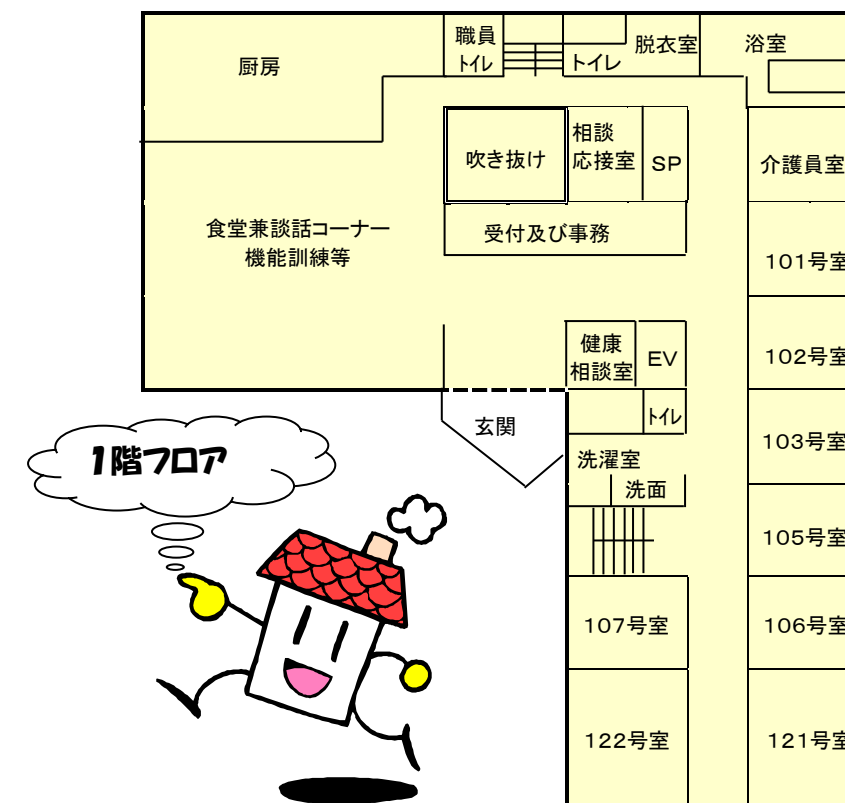 厨房
職員
トイレ
トイレ
脱衣室
浴室
吹き抜け
相談
応接室
SP
介護員室
食堂兼談話コーナー
機能訓練等
受付及び事務
101号室
健康
相談室
EV
102号室
トイレ
玄関
103号室
1階フロア
洗濯室
洗面
105号室
107号室
106号室
122号室
121号室